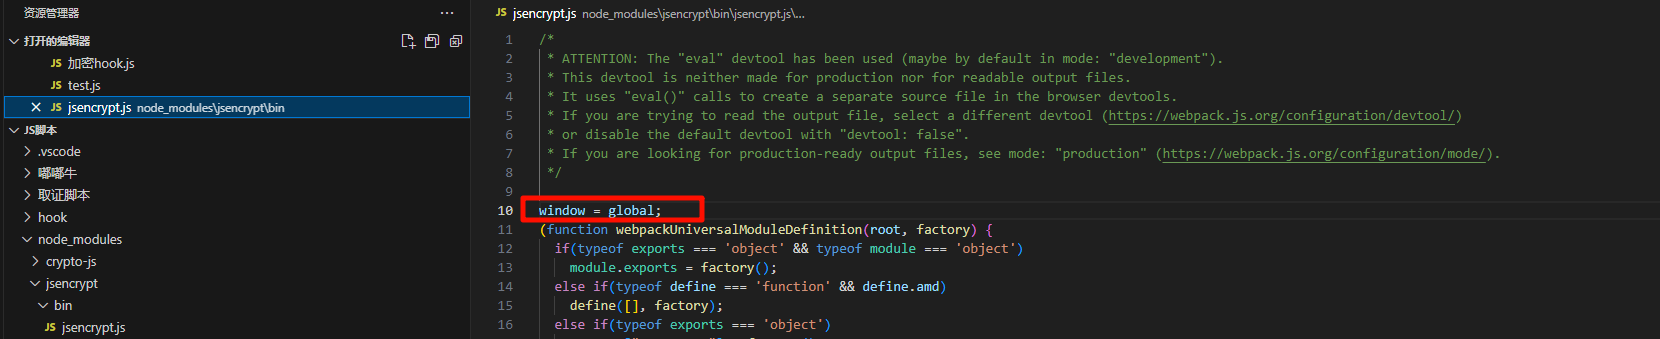 资源管理器
打开的编辑器
JS 加密hook.js
JS test.js
JS jsencrypt.js node_modules\jsencrypt\bin
JS脚本
.vscode
嘟嘟牛
取证脚本
hook
node_modules
crypto-js
jsencrypt
bin
JS jsencrypt.js
JS jsencrypt.js node_modules\jsencrypt\bin\jsencrypt.js\...
1 /*
2 * ATTENTION: The "eval" devtool has been used (maybe by default in mode: "development").
3 * This devtool is neither made for production nor for readable output files.
4 * It uses "eval()" calls to create a separate source file in the browser devtools.
5 * If you are trying to read the output file, select a different devtool (https://webpack.js.org/configuration/devtool/)
6 * or disable the default devtool with "devtool: false".
7 * If you are looking for production-ready output files, see mode: "production" (https://webpack.js.org/configuration/mode/).
8 */
9
10 window = global;
11 (function webpackUniversalModuleDefinition(root, factory) {
12 if(typeof exports === 'object' && typeof module === 'object')
13 module.exports = factory();
14 else if(typeof define === 'function' && define.amd)
15 define([], factory);
16 else if(typeof exports === 'object')